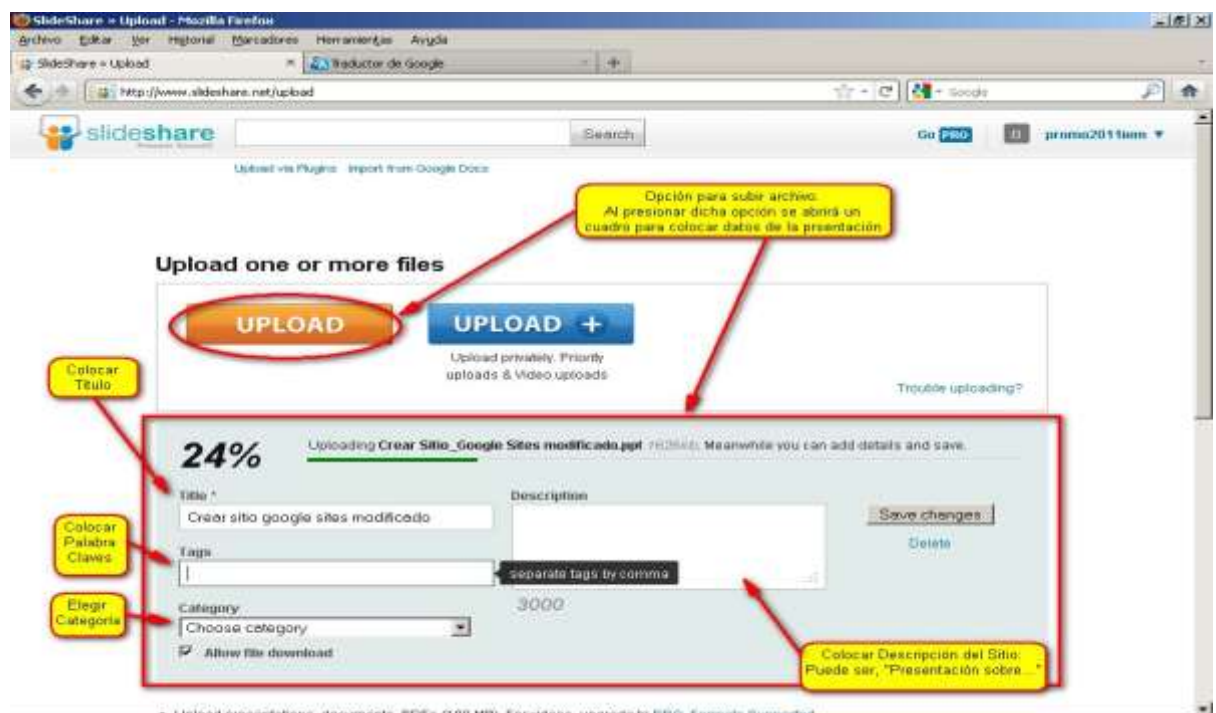 SlideShare » Upload - Mozilla Firefox
Archivo Editar Ver Historial Marcadores Herramientas Ayuda
SlideShare » Upload
Traductor de Google
http://www.slideshare.net/upload
Google
slideshare
Search
Go PRO
promo2011iem
Upload via Plugins Import from Google Docs
Opción para subir archivo:
Al presionar dicha opción se abrirá un
cuadro para colocar datos de la prsentación
Upload one or more files
UPLOAD
UPLOAD +
Upload privately. Priority
uploads & Video uploads
Trouble uploading?
Colocar
Título
24%
Uploading Crear Sitio_Google Sites modificado.ppt Meanwhile you can add details and save.
Title *
Crear sitio google sites modificado
Description
Save changes
Delete
Colocar
Palabra
Claves
Tags
separate tags by comma
3000
Elegir
Categoría
Category
Choose category
Allow file download
Colocar Descripción del Sitio:
Puede ser, "Presentación sobre..."